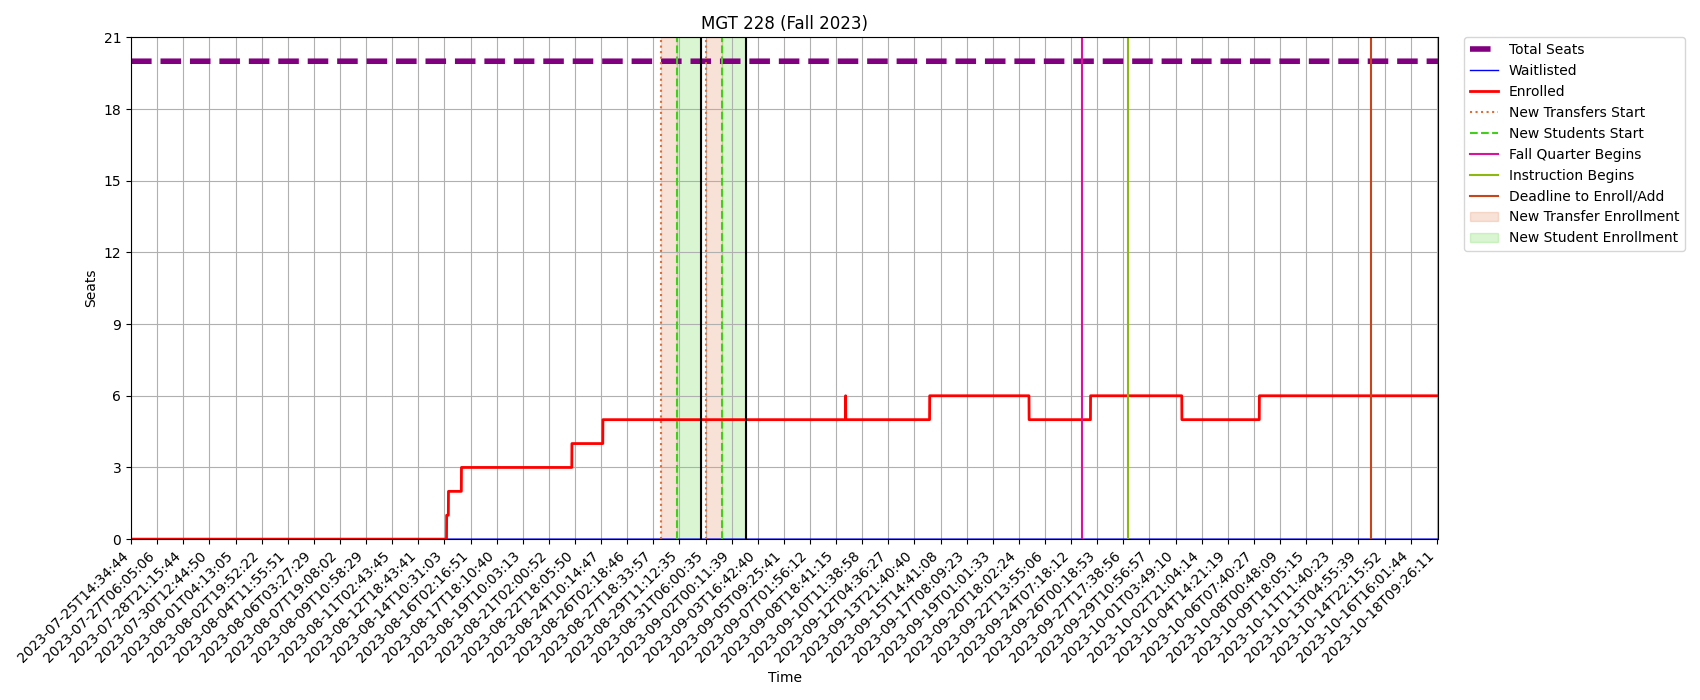 MGT 228 (Fall 2023)
21
18
15
12
9
6
3
0
Seats
2023-07-25T14:34:44
2023-07-27T06:05:06
2023-07-28T21:15:44
2023-07-30T12:44:50
2023-08-01T04:13:05
2023-08-02T19:52:22
2023-08-04T11:55:51
2023-08-06T03:27:29
2023-08-07T19:08:02
2023-08-09T10:58:29
2023-08-11T02:43:45
2023-08-12T18:43:41
2023-08-14T10:31:03
2023-08-16T02:16:51
2023-08-17T18:10:40
2023-08-19T10:03:13
2023-08-21T02:00:52
2023-08-22T18:05:50
2023-08-24T10:14:47
2023-08-26T02:18:46
2023-08-27T18:33:57
2023-08-29T11:12:35
2023-08-31T06:00:35
2023-09-02T00:11:39
2023-09-03T16:42:40
2023-09-05T09:25:41
2023-09-07T01:56:12
2023-09-08T18:41:15
2023-09-10T11:38:58
2023-09-12T04:36:27
2023-09-13T21:40:40
2023-09-15T14:41:08
2023-09-17T08:09:23
2023-09-19T01:01:33
2023-09-20T18:02:24
2023-09-22T13:55:06
2023-09-24T07:18:12
2023-09-26T00:18:53
2023-09-27T17:38:56
2023-09-29T10:56:57
2023-10-01T03:49:10
2023-10-02T21:04:14
2023-10-04T14:21:19
2023-10-06T07:40:27
2023-10-08T00:48:09
2023-10-09T18:05:15
2023-10-11T11:40:23
2023-10-13T04:55:39
2023-10-14T22:15:52
2023-10-16T16:01:44
2023-10-18T09:26:11
Time
Total Seats
Waitlisted
Enrolled
New Transfers Start
New Students Start
Fall Quarter Begins
Instruction Begins
Deadline to Enroll/Add
New Transfer Enrollment
New Student Enrollment